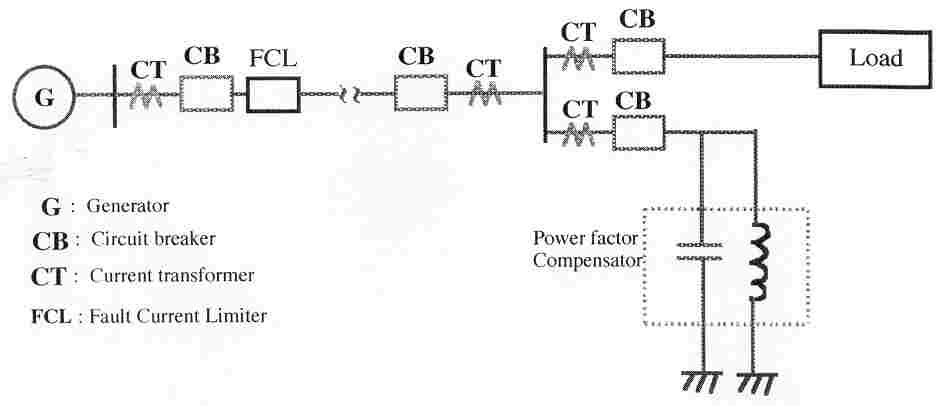 CT CB FCL CB CT CT CB Load
G
CT CB
G : Generator
CB : Circuit breaker
CT : Current transformer
FCL : Fault Current Limiter
Power factor
Compensator